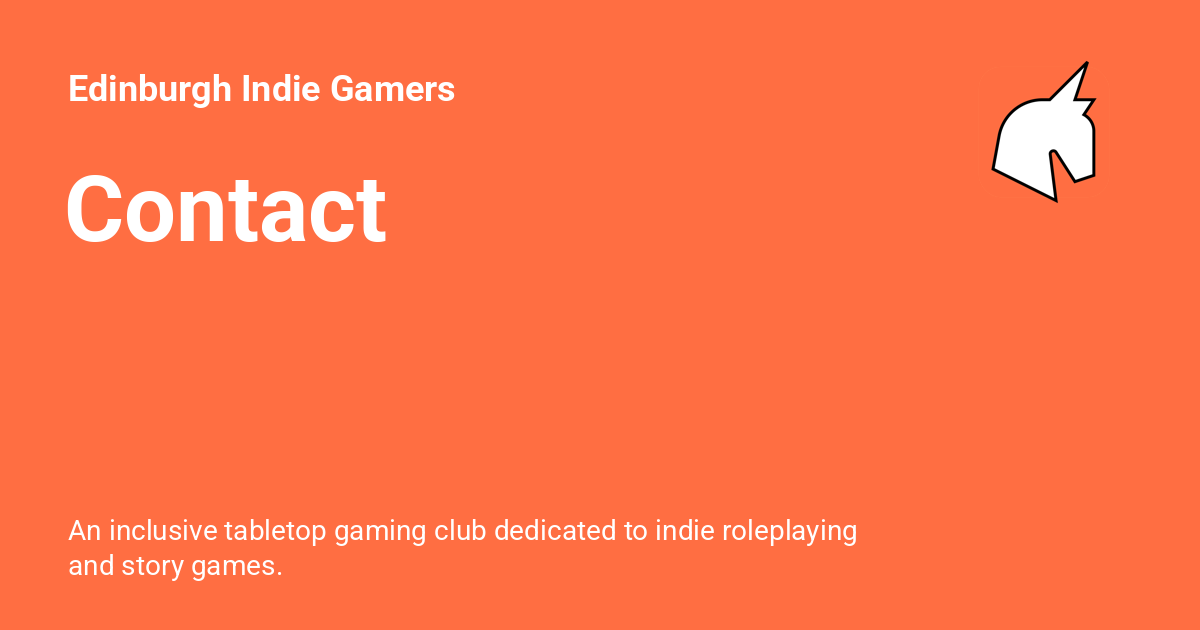 Edinburgh Indie Gamers
Contact
An inclusive tabletop gaming club dedicated to indie roleplaying
and story games.